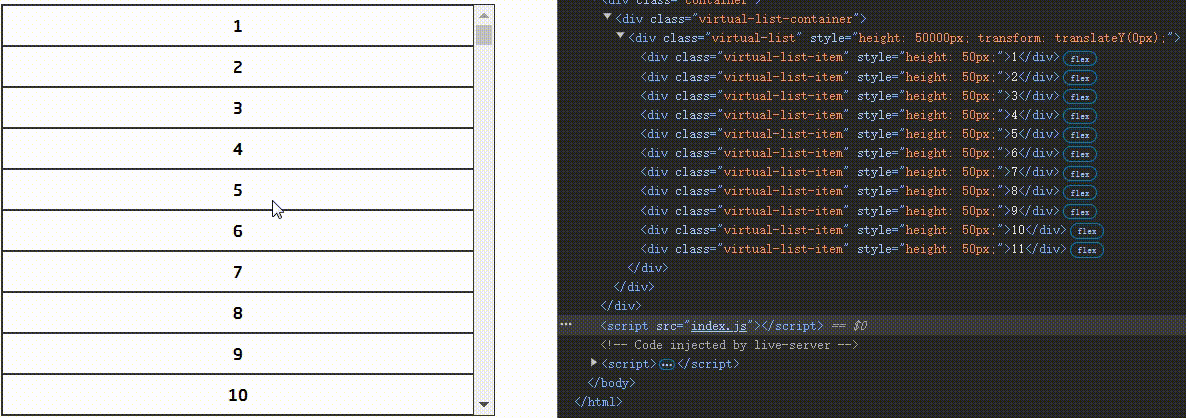 1
2
3
4
5
6
7
8
9
10
<div class="container">
<div class="virtual-list-container">
<div class="virtual-list" style="height: 50000px; transform: translateY(0px);">
<div class="virtual-list-item" style="height: 50px;">1</div> flex
<div class="virtual-list-item" style="height: 50px;">2</div> flex
<div class="virtual-list-item" style="height: 50px;">3</div> flex
<div class="virtual-list-item" style="height: 50px;">4</div> flex
<div class="virtual-list-item" style="height: 50px;">5</div> flex
<div class="virtual-list-item" style="height: 50px;">6</div> flex
<div class="virtual-list-item" style="height: 50px;">7</div> flex
<div class="virtual-list-item" style="height: 50px;">8</div> flex
<div class="virtual-list-item" style="height: 50px;">9</div> flex
<div class="virtual-list-item" style="height: 50px;">10</div> flex
<div class="virtual-list-item" style="height: 50px;">11</div> flex
</div>
</div>
</div>
<script src="index.js"></script> == $0
<!-- Code injected by live-server -->
<script>…</script>
</body>
</html>